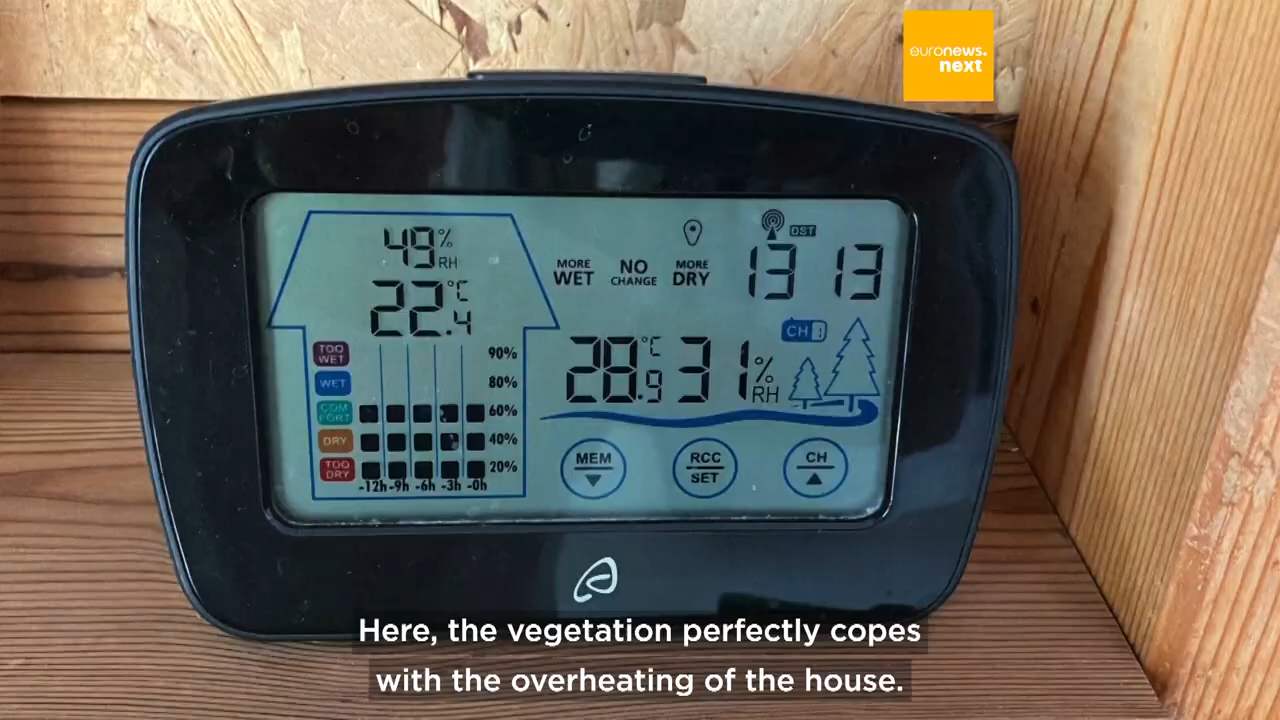 euronews.
next
49%
RH
22.4°C
TOO WET
90%
WET
80%
COM FORT
60%
DRY
40%
TOO DRY
20%
-12h -9h -6h -3h -0h
MORE WET
NO CHANGE
MORE DRY
DST
13 13
CH 1
28.9°C 31%
RH
MEM
RCC
SET
CH
Here, the vegetation perfectly copes
with the overheating of the house.